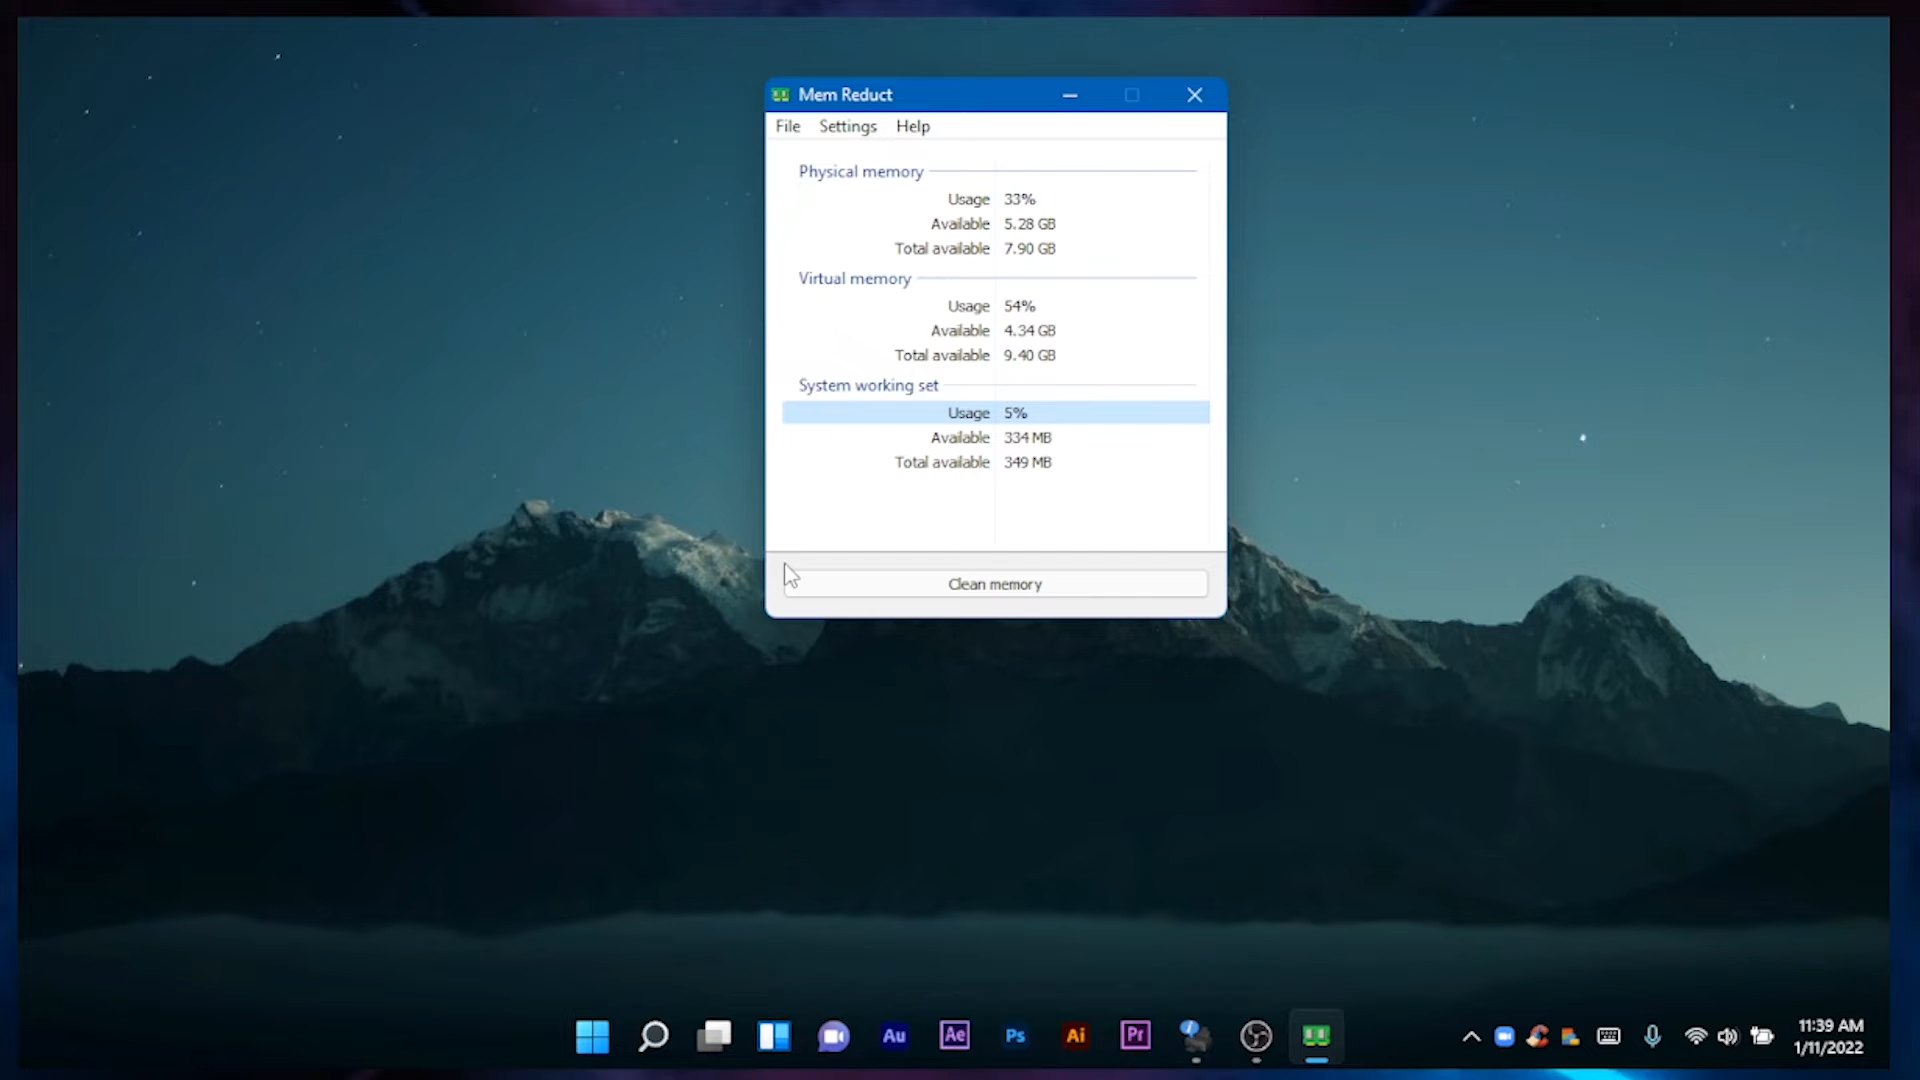 Mem Reduct
File Settings Help
Physical memory
Usage 33%
Available 5.28 GB
Total available 7.90 GB
Virtual memory
Usage 54%
Available 4.34 GB
Total available 9.40 GB
System working set
Usage 5%
Available 334 MB
Total available 349 MB
Clean memory
Au Ae Ps Ai Pr
11:39 AM
1/11/2022